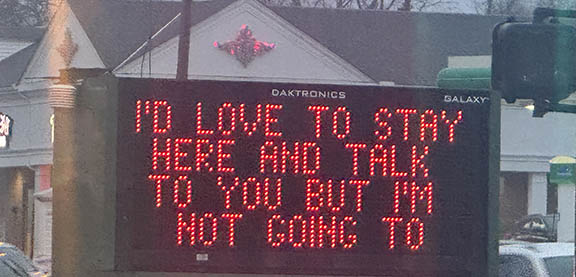 DAKTRONICS GALAXY
I'D LOVE TO STAY
HERE AND TALK
TO YOU BUT I'M
NOT GOING TO